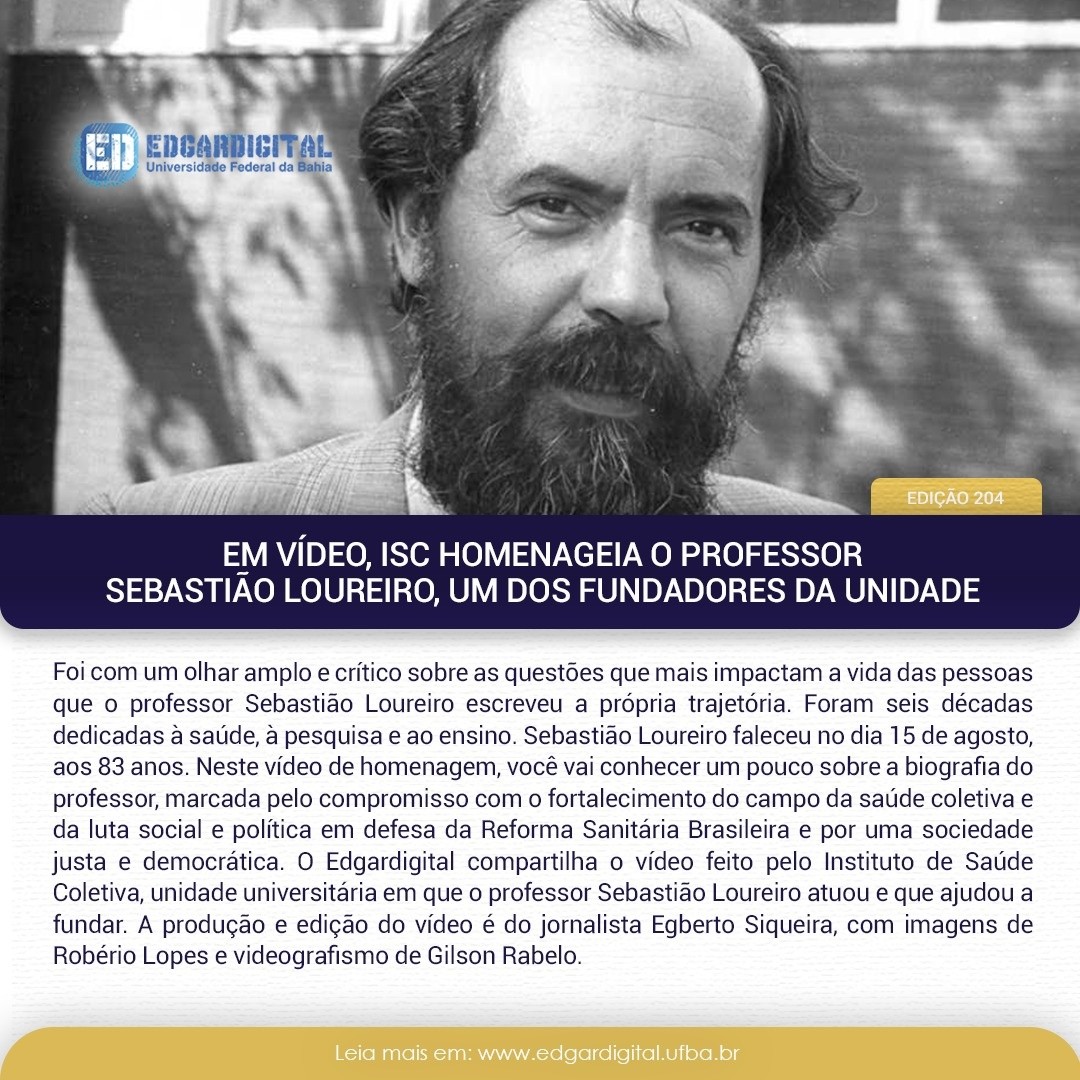 ED EDGARDIGITAL
Universidade Federal da Bahia
EDIÇÃO 204
EM VÍDEO, ISC HOMENAGEIA O PROFESSOR
SEBASTIÃO LOUREIRO, UM DOS FUNDADORES DA UNIDADE
Foi com um olhar amplo e crítico sobre as questões que mais impactam a vida das pessoas
que o professor Sebastião Loureiro escreveu a própria trajetória. Foram seis décadas
dedicadas à saúde, à pesquisa e ao ensino. Sebastião Loureiro faleceu no dia 15 de agosto,
aos 83 anos. Neste vídeo de homenagem, você vai conhecer um pouco sobre a biografia do
professor, marcada pelo compromisso com o fortalecimento do campo da saúde coletiva e
da luta social e política em defesa da Reforma Sanitária Brasileira e por uma sociedade
justa e democrática. O Edgardigital compartilha o vídeo feito pelo Instituto de Saúde
Coletiva, unidade universitária em que o professor Sebastião Loureiro atuou e que ajudou a
fundar. A produção e edição do vídeo é do jornalista Egberto Siqueira, com imagens de
Robério Lopes e videografismo de Gilson Rabelo.
Leia mais em: www.edgardigital.ufba.br